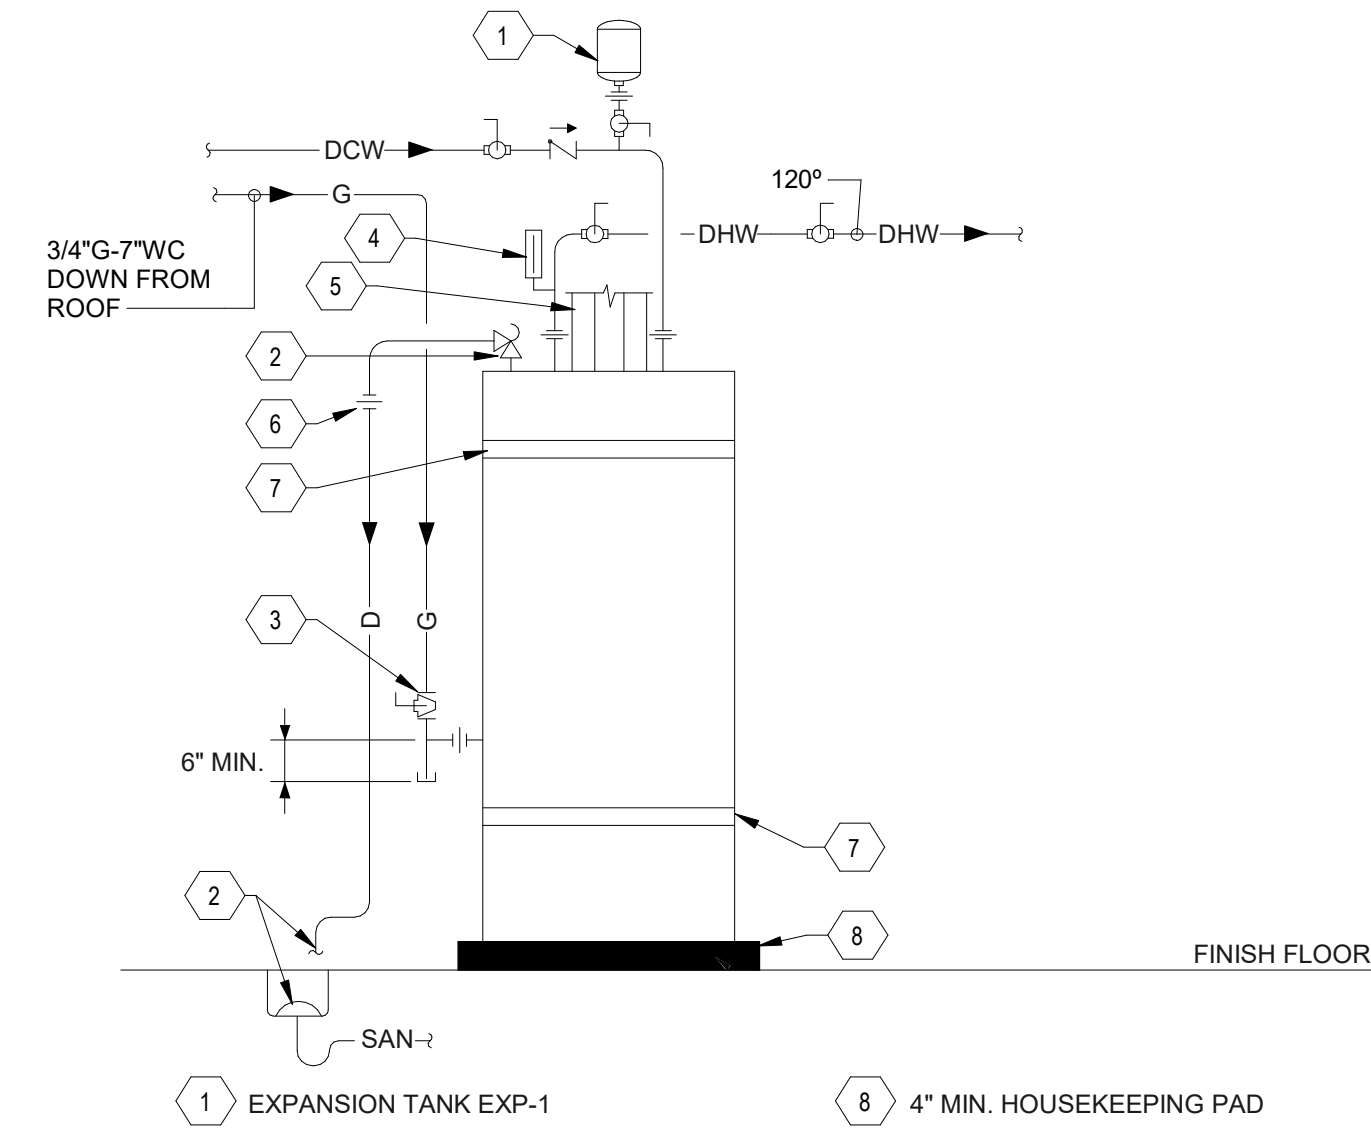 1
DCW
G
120º
3/4"G-7"WC
DOWN FROM
ROOF
4
DHW
DHW
5
2
6
7
3
D
G
6" MIN.
7
2
8
FINISH FLOOR
SAN
1 EXPANSION TANK EXP-1
8 4" MIN. HOUSEKEEPING PAD